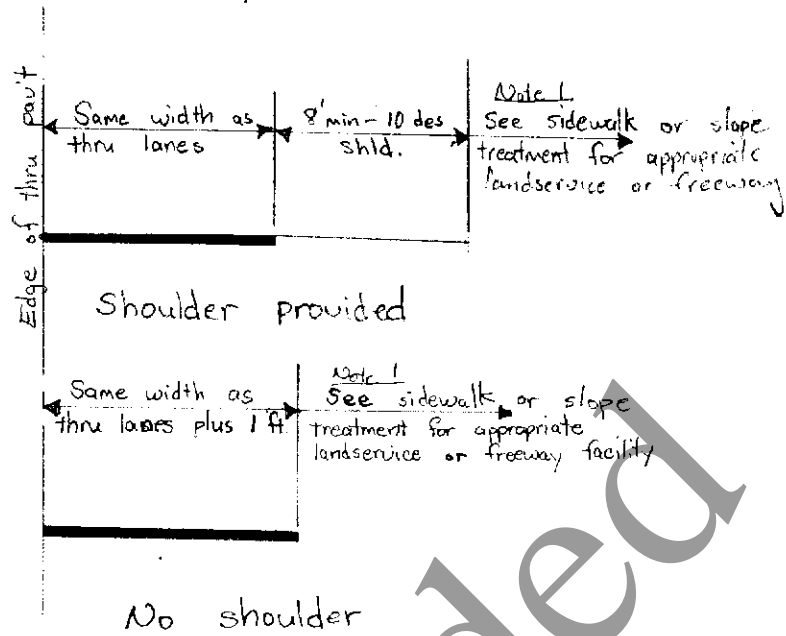 Edge of thru pav't
Same width as
thru lanes
8' min - 10 des
shld.
Note 1
See sidewalk or slope
treatment for appropriate
landservice or freeway
Shoulder provided
Same width as
thru lanes plus 1 ft.
Note 1
See sidewalk or slope
treatment for appropriate
landservice or freeway facility
No shoulder
ded